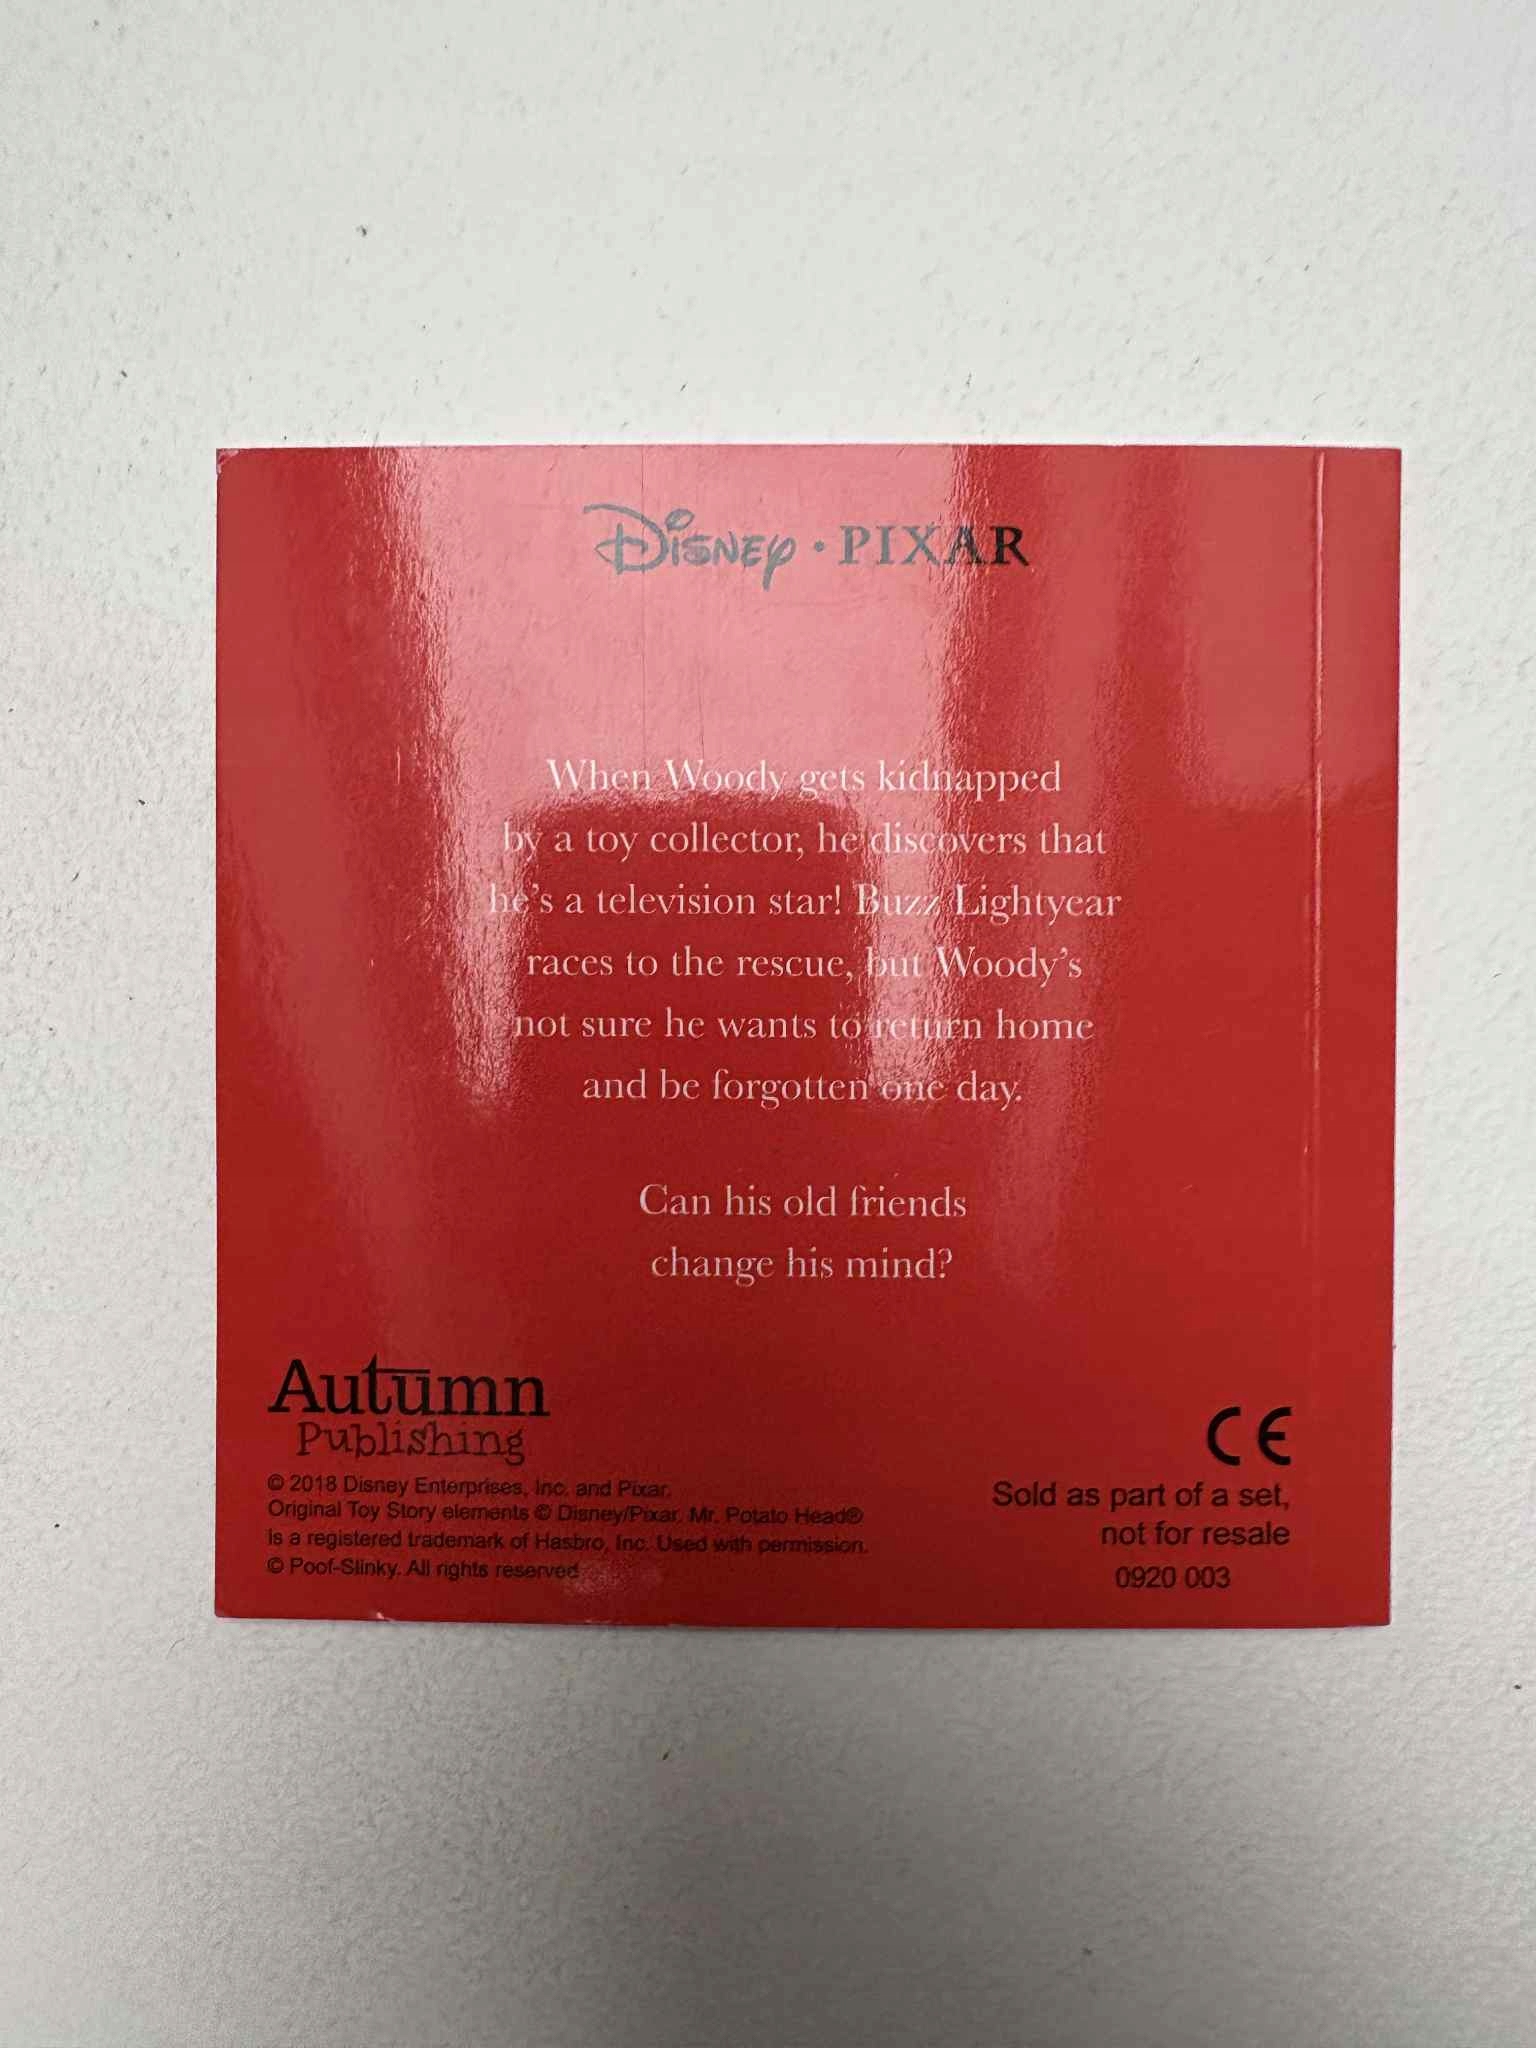 Disney · PIXAR
When Woody gets kidnapped
by a toy collector, he discovers that
he's a television star! Buzz Lightyear
races to the rescue, but Woody's
not sure he wants to return home
and be forgotten one day.
Can his old friends
change his mind?
Autumn
Publishing
© 2018 Disney Enterprises, Inc. and Pixar.
Original Toy Story elements © Disney/Pixar. Mr. Potato Head®
is a registered trademark of Hasbro, Inc. Used with permission.
© Poof-Slinky. All rights reserved
CE
Sold as part of a set,
not for resale
0920 003